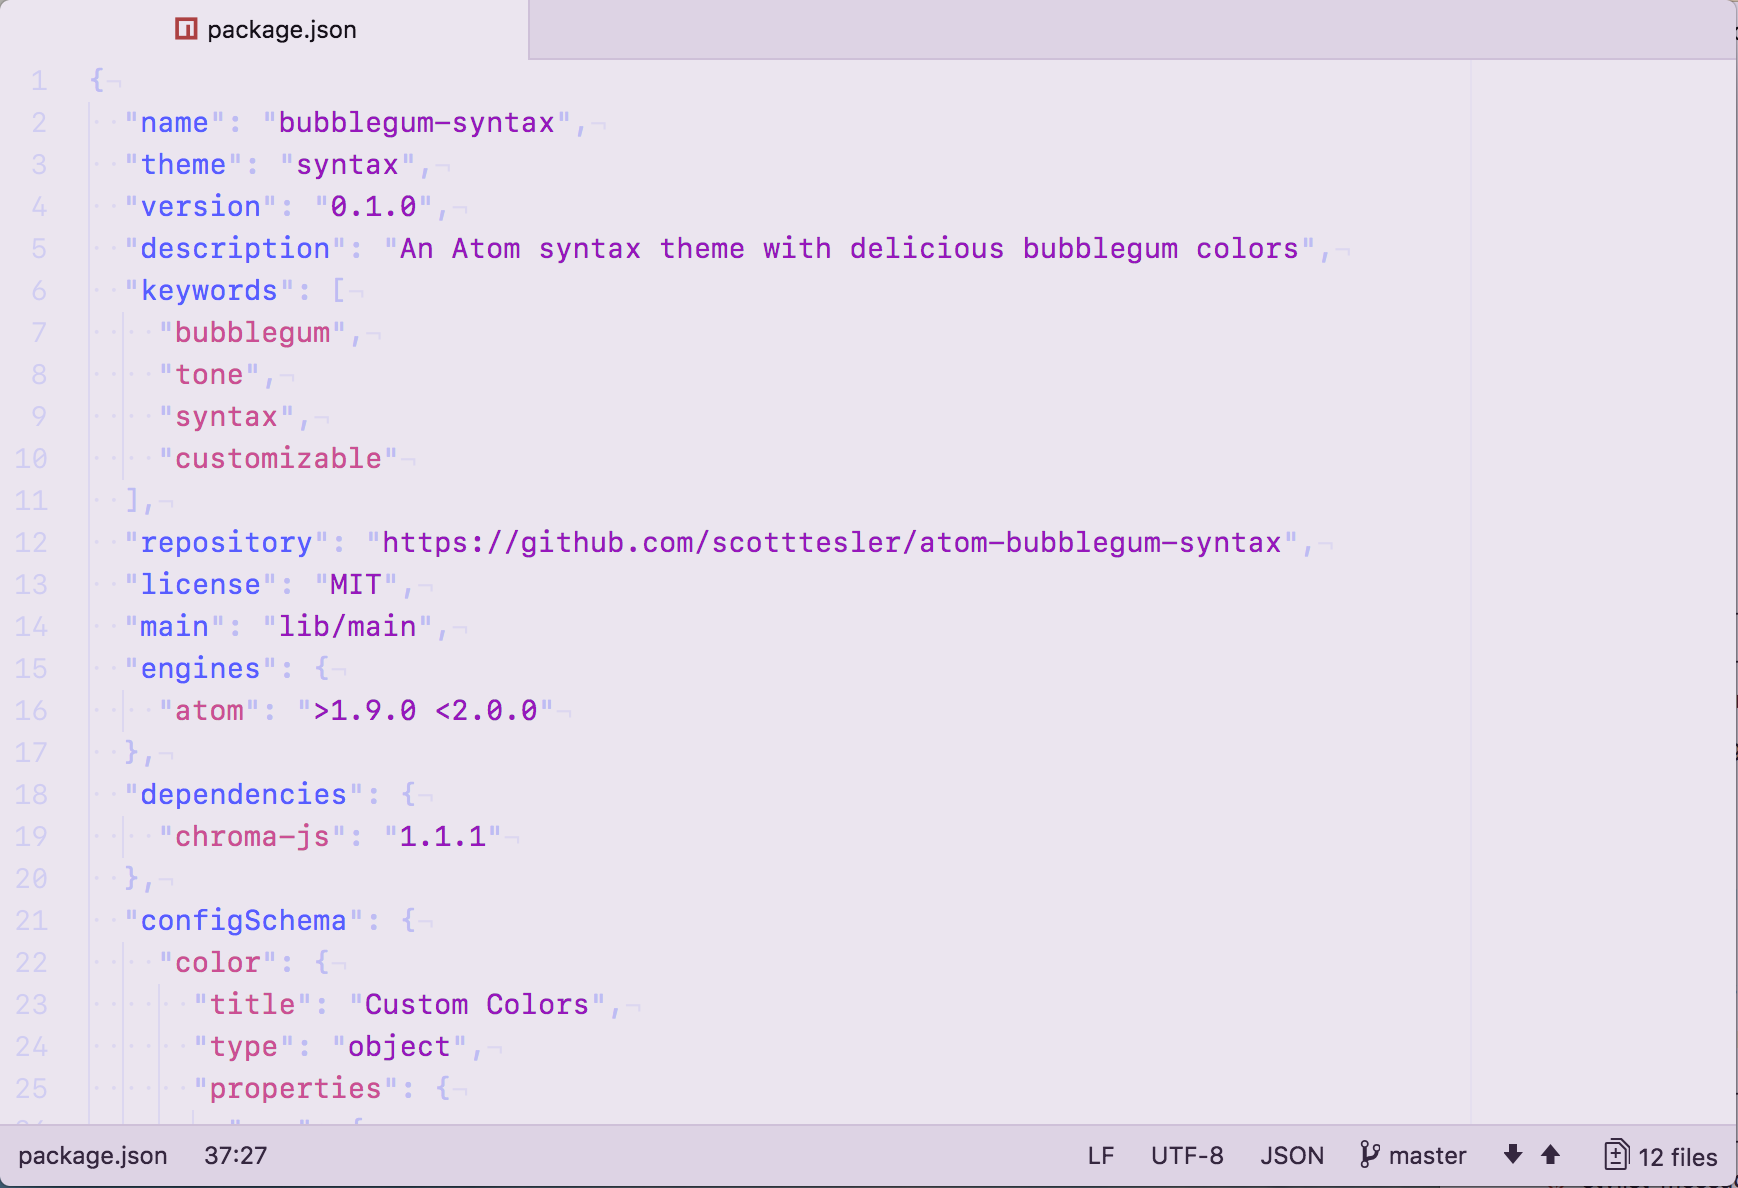 package.json
1 {¬
2 "name": "bubblegum-syntax",¬
3 "theme": "syntax",¬
4 "version": "0.1.0",¬
5 "description": "An Atom syntax theme with delicious bubblegum colors",¬
6 "keywords": [¬
7 "bubblegum",¬
8 "tone",¬
9 "syntax",¬
10 "customizable"¬
11 ],¬
12 "repository": "https://github.com/scotttesler/atom-bubblegum-syntax",¬
13 "license": "MIT",¬
14 "main": "lib/main",¬
15 "engines": {¬
16 "atom": ">1.9.0 <2.0.0"¬
17 },¬
18 "dependencies": {¬
19 "chroma-js": "1.1.1"¬
20 },¬
21 "configSchema": {¬
22 "color": {¬
23 "title": "Custom Colors",¬
24 "type": "object",¬
25 "properties": {¬
package.json 37:27 LF UTF-8 JSON master 12 files